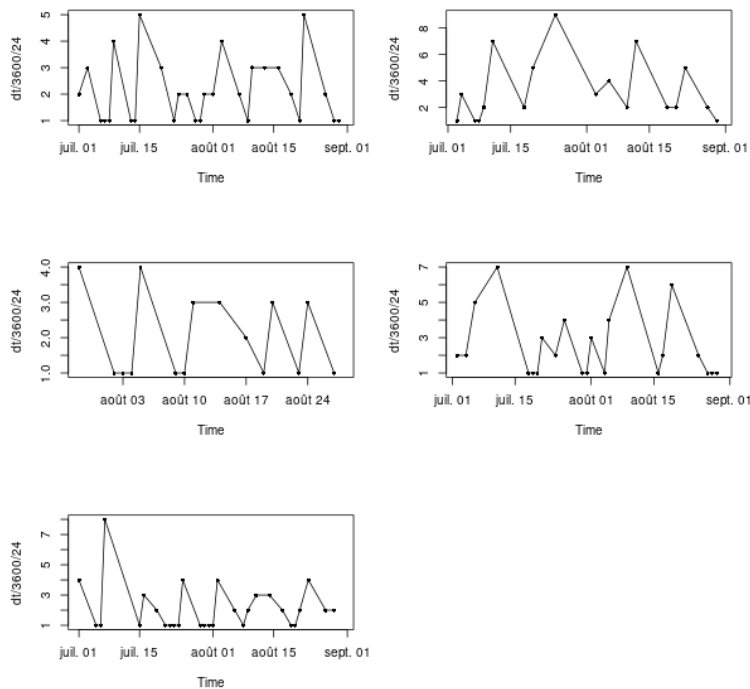 dt/3600/24
5
4
3
2
1
juil. 01 juil. 15 août 01 août 15 sept. 01
Time
dt/3600/24
8
6
4
2
juil. 01 juil. 15 août 01 août 15 sept. 01
Time
dt/3600/24
4.0
3.0
2.0
1.0
août 03 août 10 août 17 août 24
Time
dt/3600/24
7
5
3
1
juil. 01 juil. 15 août 01 août 15 sept. 01
Time
dt/3600/24
7
5
3
1
juil. 01 juil. 15 août 01 août 15 sept. 01
Time